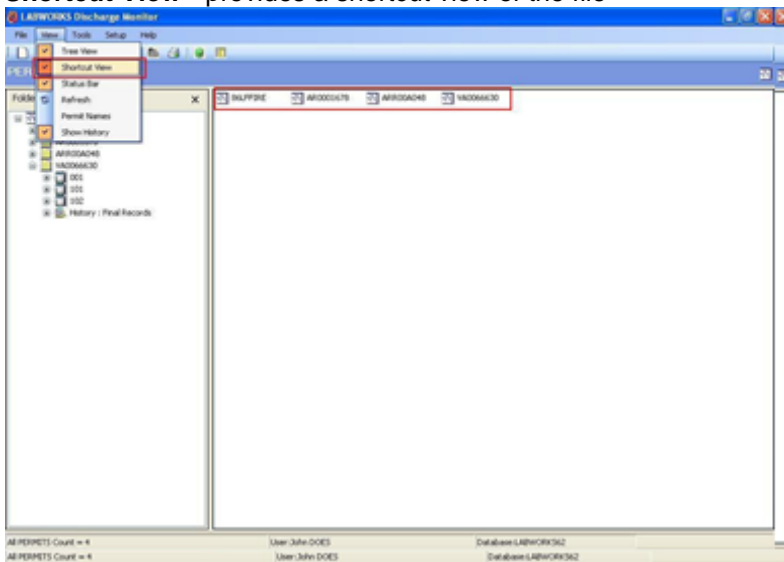 Shortcut View - provides a shortcut view of the file
LABWORKS Discharge Monitor
File View Tools Setup Help
Tree View
PER
Shortcut View
Status Bar
Folde
Refresh
Permit Names
Show History
AR0001678 ARR00A048 VA0066630
ARR00A048
VA0066630
001
101
102
History : Final Records
All PERMITS Count = 4 User:John DOES Database:LABWORKS62
All PERMITS Count = 4 User:John DOES Database:LABWORKS62